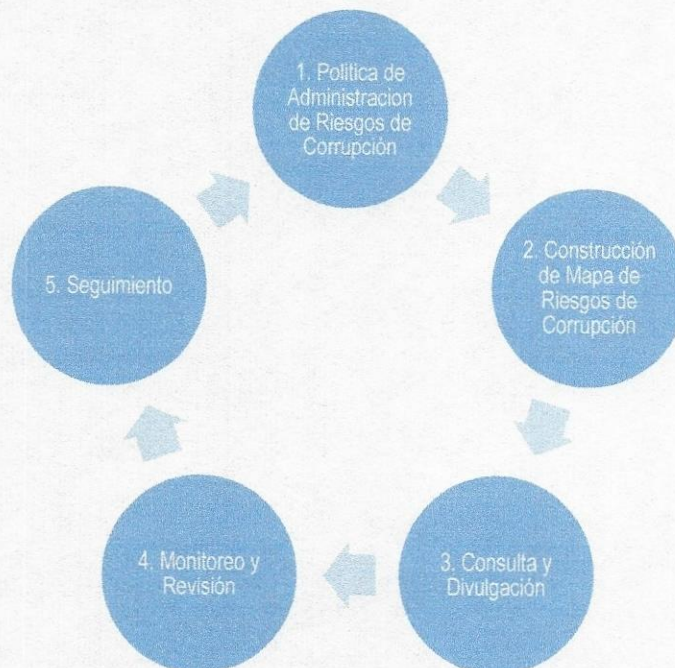 1. Politica de
Administracion
de Riesgos de
Corrupción
2. Construcción
de Mapa de
Riesgos de
Corrupción
3. Consulta y
Divulgación
4. Monitoreo y
Revisión
5. Seguimiento